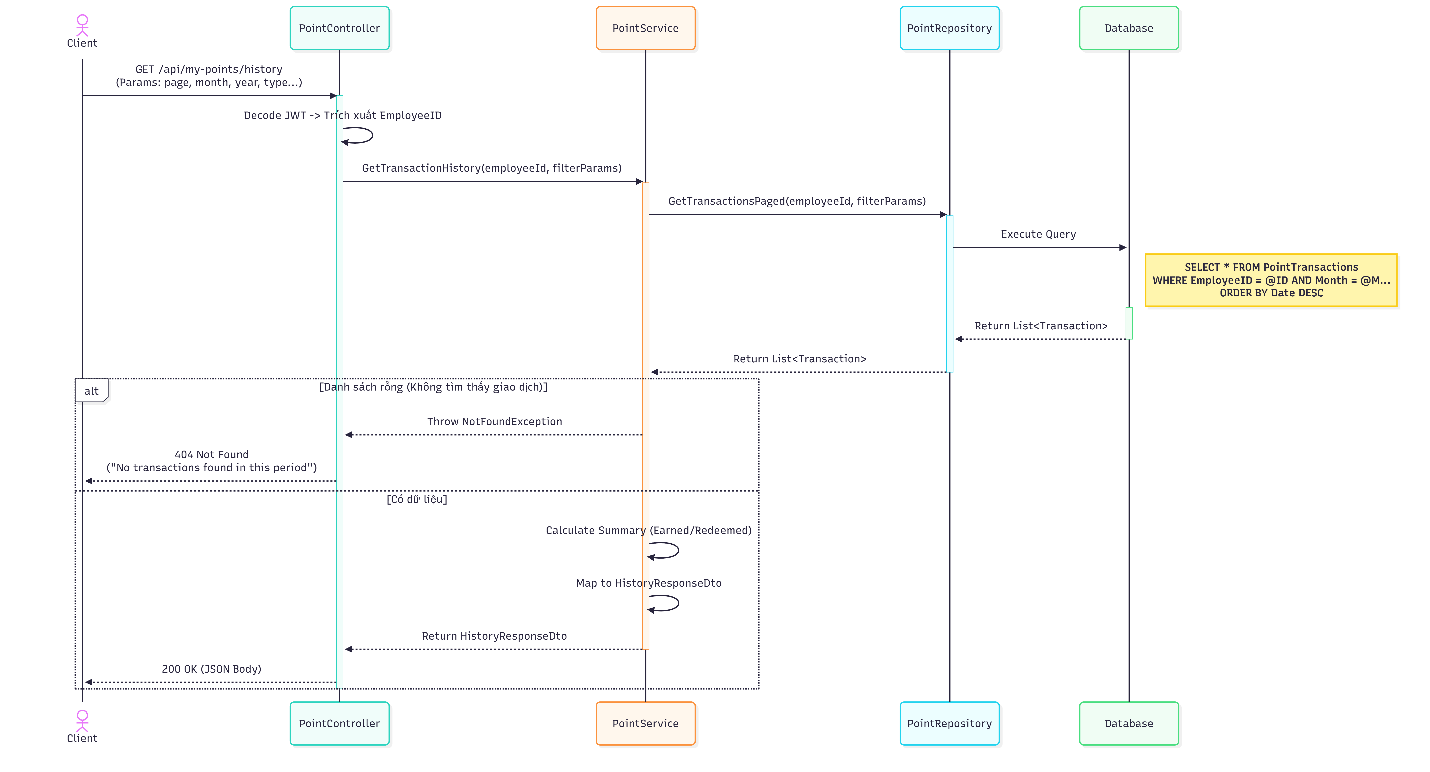 Client
PointController
PointService
PointRepository
Database
GET /api/my-points/history
(Params: page, month, year, type...)
Decode JWT -> Trích xuất EmployeeID
GetTransactionHistory(employeeId, filterParams)
GetTransactionsPaged(employeeId, filterParams)
Execute Query
SELECT * FROM PointTransactions
WHERE EmployeeID = @ID AND Month = @M...
ORDER BY Date DESC
Return List<Transaction>
Return List<Transaction>
alt
[Danh sách rỗng (Không tìm thấy giao dịch)]
Throw NotFoundException
404 Not Found
("No transactions found in this period")
[Có dữ liệu]
Calculate Summary (Earned/Redeemed)
Map to HistoryResponseDto
Return HistoryResponseDto
200 OK (JSON Body)
Client
PointController
PointService
PointRepository
Database